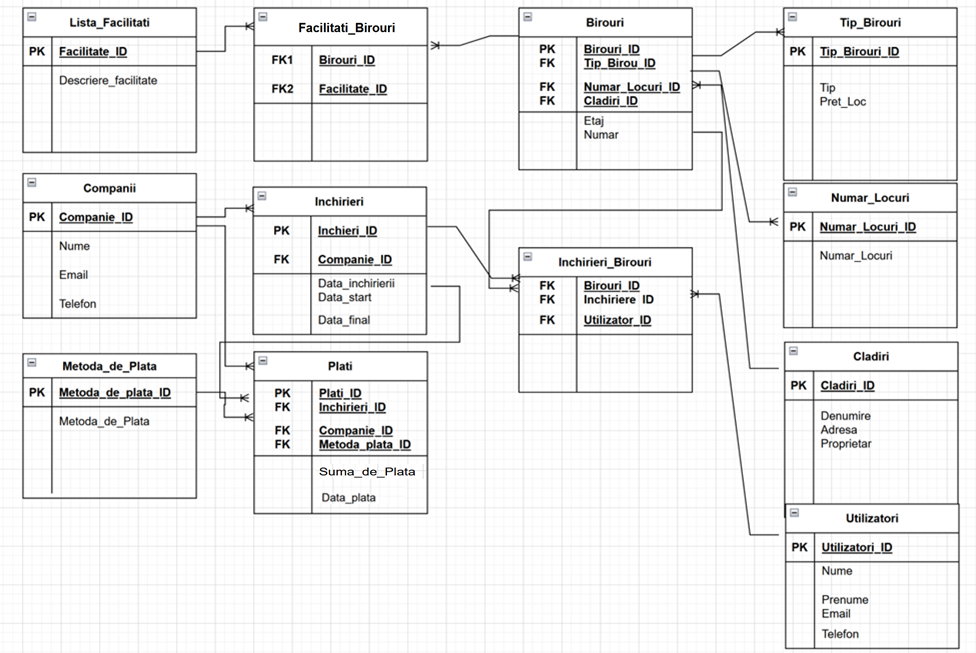 Lista_Facilitati
PK Facilitate_ID
Descriere_facilitate
Facilitati_Birouri
FK1 Birouri_ID
FK2 Facilitate_ID
Birouri
PK Birouri_ID
FK Tip_Birou_ID
FK Numar_Locuri_ID
FK Cladiri_ID
Etaj
Numar
Tip_Birouri
PK Tip_Birouri_ID
Tip
Pret_Loc
Companii
PK Companie_ID
Nume
Email
Telefon
Inchirieri
PK Inchieri_ID
FK Companie_ID
Data_inchirierii
Data_start
Data_final
Inchirieri_Birouri
FK Birouri_ID
FK Inchiriere_ID
FK Utilizator_ID
Numar_Locuri
PK Numar_Locuri_ID
Numar_Locuri
Metoda_de_Plata
PK Metoda_de_plata_ID
Metoda_de_Plata
Plati
PK Plati_ID
FK Inchirieri_ID
FK Companie_ID
FK Metoda_plata_ID
Suma_de_Plata
Data_plata
Cladiri
PK Cladiri_ID
Denumire
Adresa
Proprietar
Utilizatori
PK Utilizatori_ID
Nume
Prenume
Email
Telefon